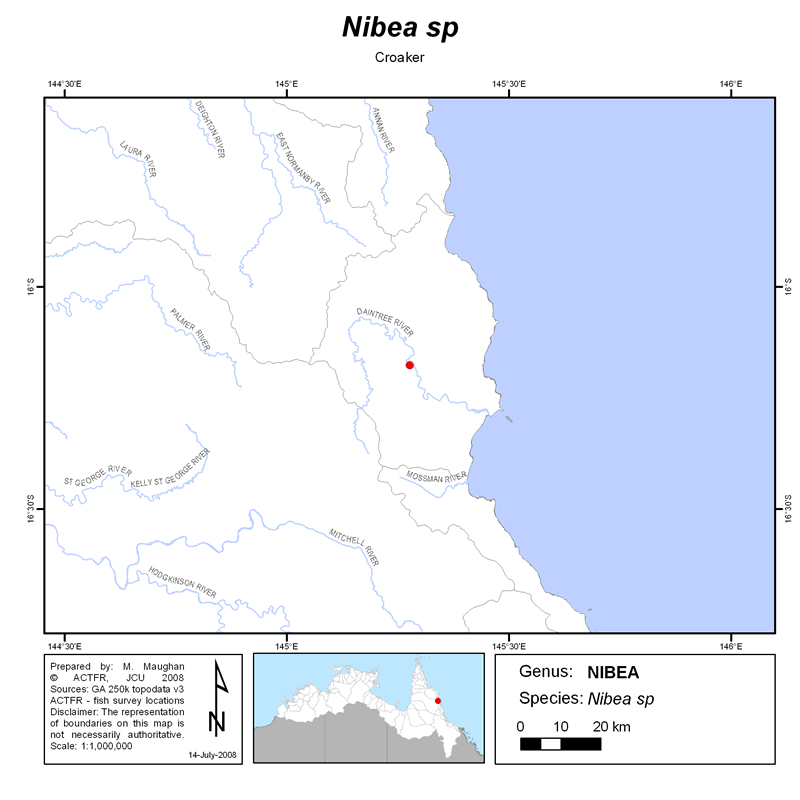 Nibea sp
Croaker
144°30'E 145°E 145°30'E 146°E
DEIGHTON RIVER
ANNAN RIVER
LAURA RIVER
EAST NORMANBY RIVER
16°S 16°S
DAINTREE RIVER
PALMER RIVER
ST GEORGE RIVER
KELLY ST GEORGE RIVER
MOSSMAN RIVER
16°30'S 16°30'S
MITCHELL RIVER
HODGKINSON RIVER
144°30'E 145°E 145°30'E 146°E
Prepared by: M. Maughan
© ACTFR, JCU 2008
Sources: GA 250k topodata v3
ACTFR - fish survey locations
Disclaimer: The representation
of boundaries on this map is
not necessarily authoritative.
Scale: 1:1,000,000
N
14-July-2008
Genus: NIBEA
Species: Nibea sp
0 10 20 km